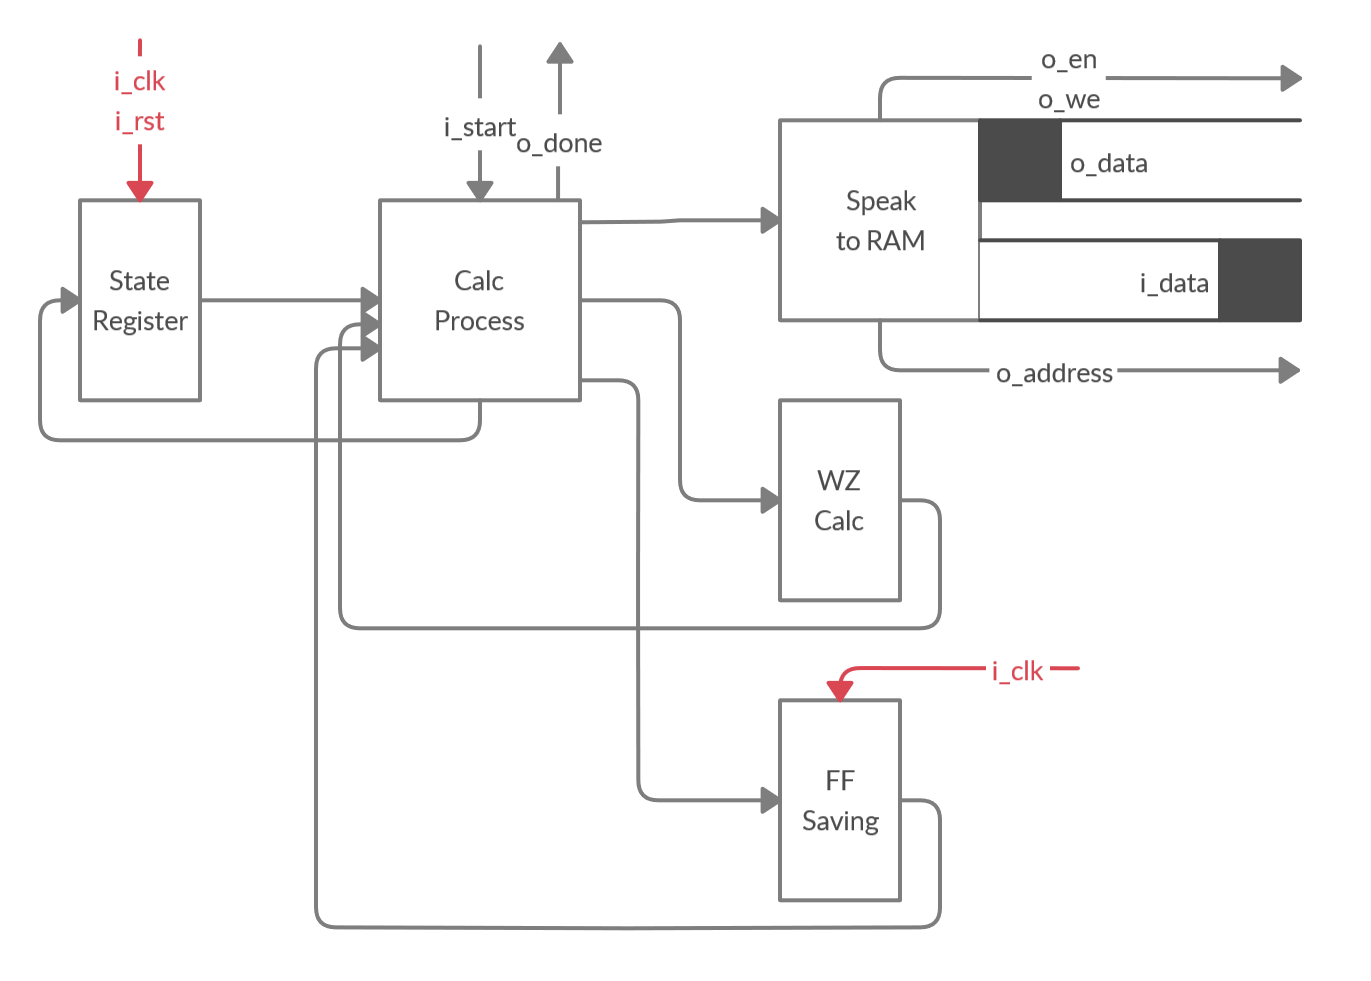 i_clk
i_rst
i_start
o_done
o_en
o_we
o_data
Speak
to RAM
i_data
State
Register
Calc
Process
o_address
WZ
Calc
i_clk
FF
Saving